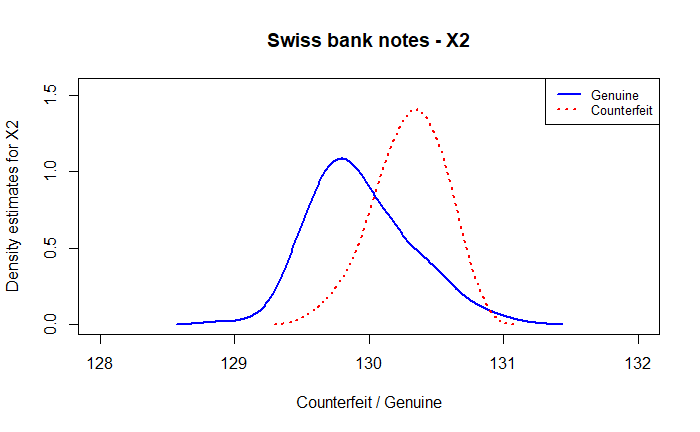 Swiss bank notes - X2
Genuine
Counterfeit
Density estimates for X2
1.5
1.0
0.5
0.0
128 129 130 131 132
Counterfeit / Genuine